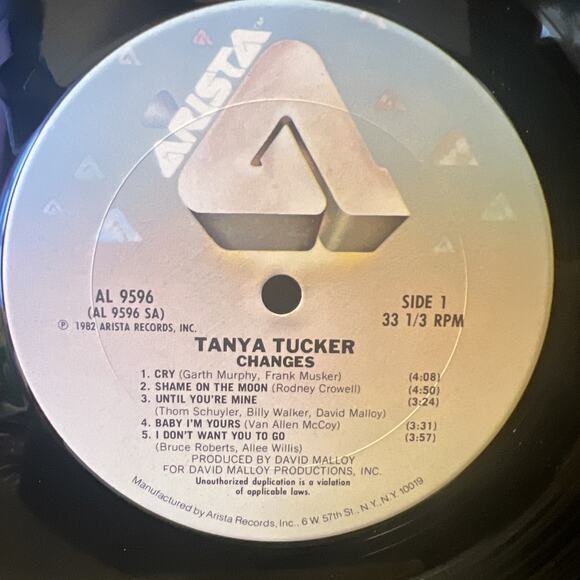 ARISTA
AL 9596
(AL 9596 SA)
℗ 1982 ARISTA RECORDS, INC.
SIDE 1
33 1/3 RPM
TANYA TUCKER
CHANGES
1. CRY (Garth Murphy, Frank Musker) (4:08)
2. SHAME ON THE MOON (Rodney Crowell) (4:50)
3. UNTIL YOU'RE MINE (3:24)
(Thom Schuyler, Billy Walker, David Malloy)
4. BABY I'M YOURS (Van Allen McCoy) (3:31)
5. I DON'T WANT YOU TO GO (3:57)
(Bruce Roberts, Allee Willis)
PRODUCED BY DAVID MALLOY
FOR DAVID MALLOY PRODUCTIONS, INC.
Unauthorized duplication is a violation
of applicable laws.
Manufactured by Arista Records, Inc., 6 W 57th St., N.Y., N.Y. 10019